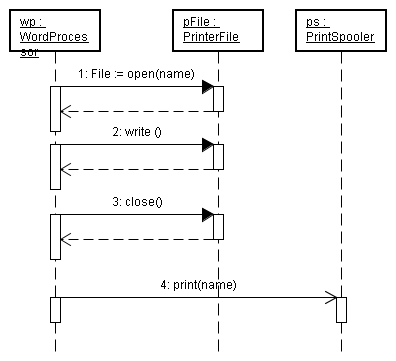 wp :
WordProces
sor
pFile :
PrinterFile
ps :
PrintSpooler
1: File := open(name)
2: write ()
3: close()
4: print(name)